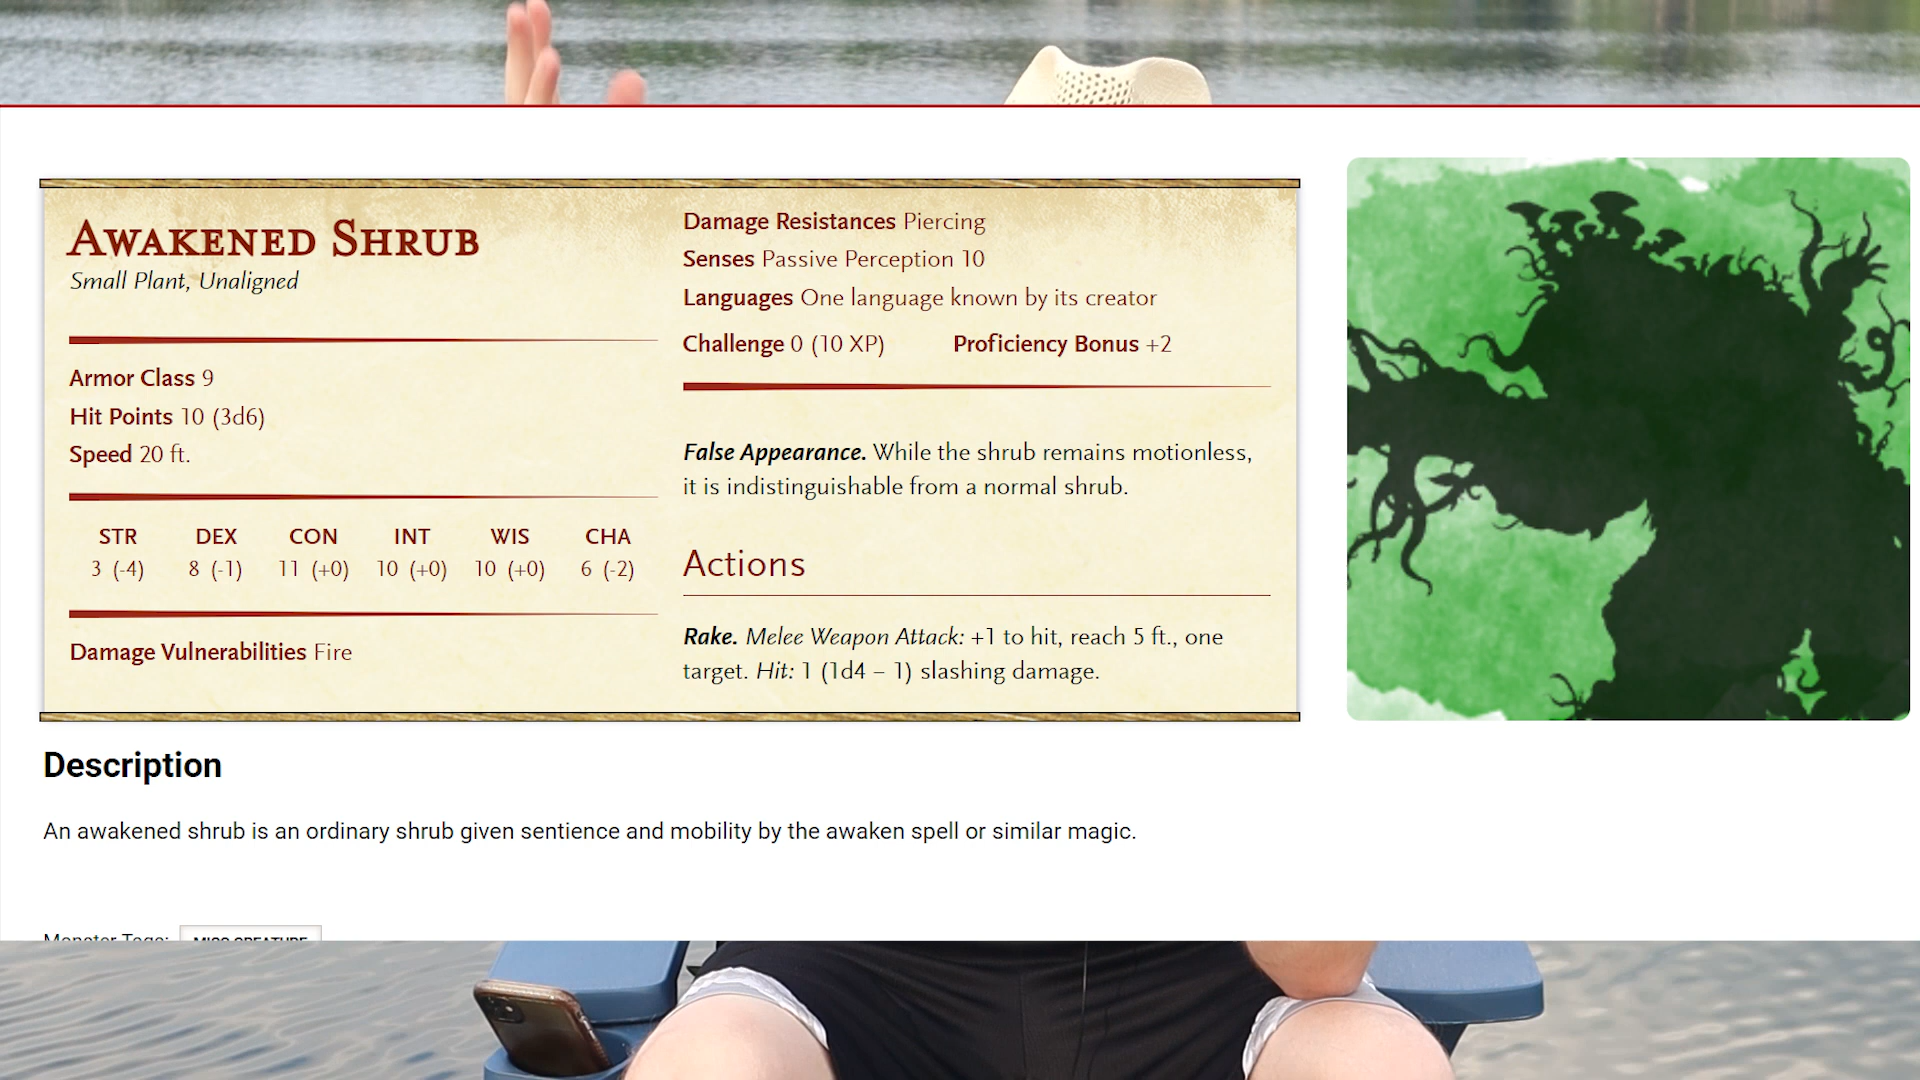 AWAKENED SHRUB
Small Plant, Unaligned
Armor Class 9
Hit Points 10 (3d6)
Speed 20 ft.
STR DEX CON INT WIS CHA
3 (-4) 8 (-1) 11 (+0) 10 (+0) 10 (+0) 6 (-2)
Damage Vulnerabilities Fire
Damage Resistances Piercing
Senses Passive Perception 10
Languages One language known by its creator
Challenge 0 (10 XP) Proficiency Bonus +2
False Appearance. While the shrub remains motionless,
it is indistinguishable from a normal shrub.
Actions
Rake. Melee Weapon Attack: +1 to hit, reach 5 ft., one
target. Hit: 1 (1d4 – 1) slashing damage.
Description
An awakened shrub is an ordinary shrub given sentience and mobility by the awaken spell or similar magic.
Monster Tags: MISC CREATURE